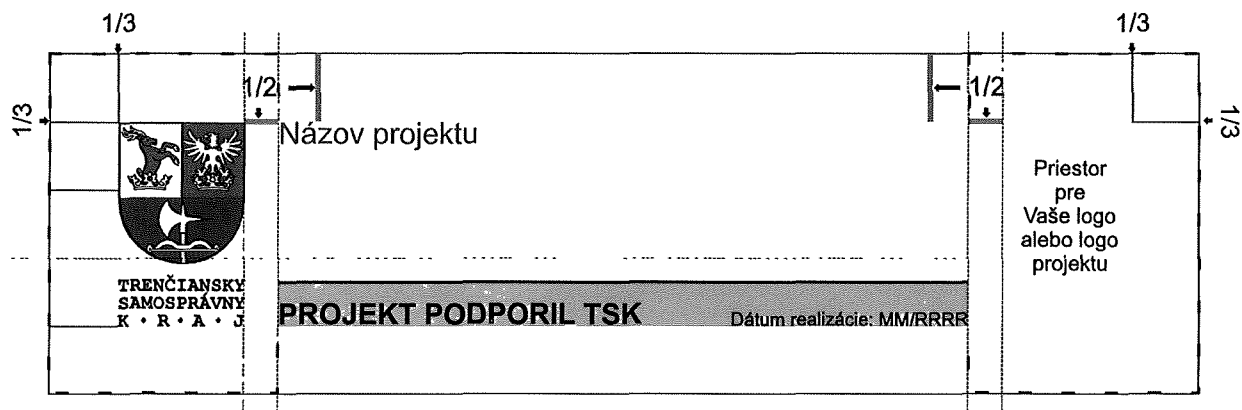 1/3
1/3
1/2
1/2
1/3
1/3
Názov projektu
Priestor
pre
Vaše logo
alebo logo
projektu
TRENČIANSKY
SAMOSPRÁVNY
K • R • A • J
PROJEKT PODPORIL TSK
Dátum realizácie: MM/RRRR